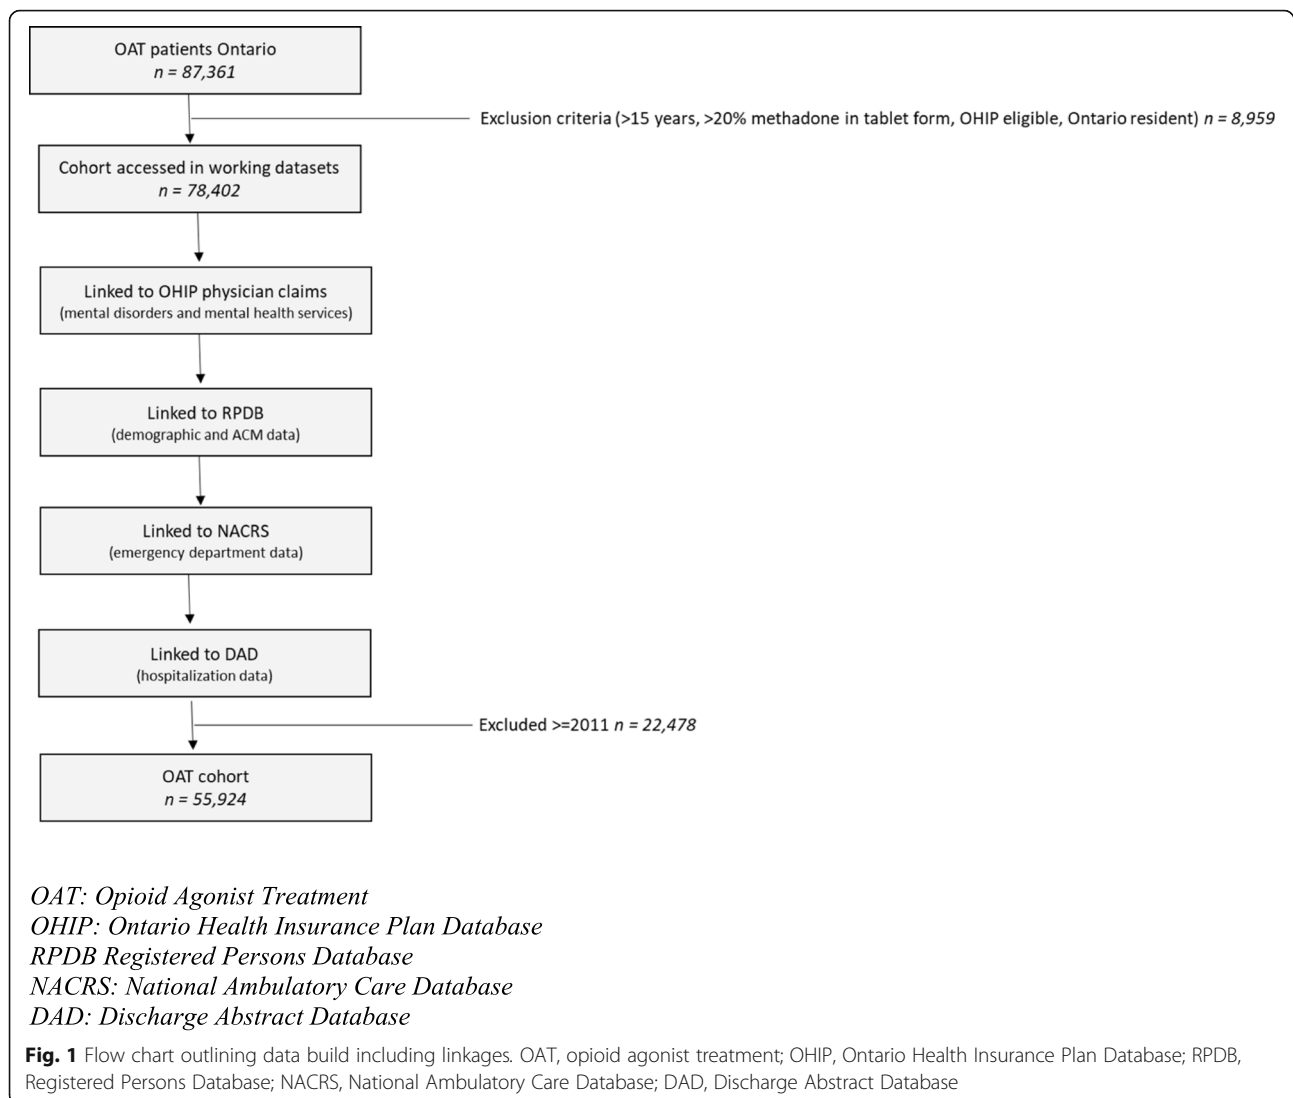 OAT patients Ontario
n = 87,361
Exclusion criteria (>15 years, >20% methadone in tablet form, OHIP eligible, Ontario resident) n = 8,959
Cohort accessed in working datasets
n = 78,402
Linked to OHIP physician claims
(mental disorders and mental health services)
Linked to RPDB
(demographic and ACM data)
Linked to NACRS
(emergency department data)
Linked to DAD
(hospitalization data)
Excluded >=2011 n = 22,478
OAT cohort
n = 55,924
OAT: Opioid Agonist Treatment
OHIP: Ontario Health Insurance Plan Database
RPDB Registered Persons Database
NACRS: National Ambulatory Care Database
DAD: Discharge Abstract Database
Fig. 1 Flow chart outlining data build including linkages. OAT, opioid agonist treatment; OHIP, Ontario Health Insurance Plan Database; RPDB,
Registered Persons Database; NACRS, National Ambulatory Care Database; DAD, Discharge Abstract Database